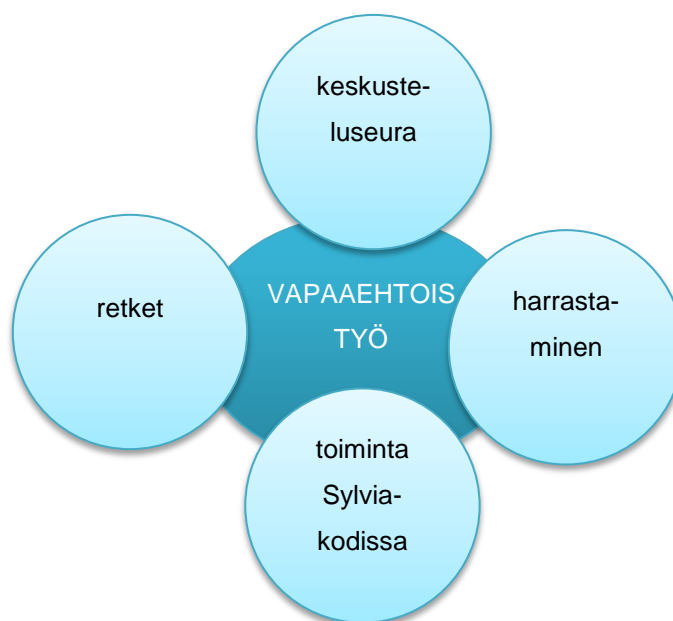 keskuste-
luseura
retket
VAPAAEHTOIS
TYÖ
harrasta-
minen
toiminta
Sylvia-
kodissa